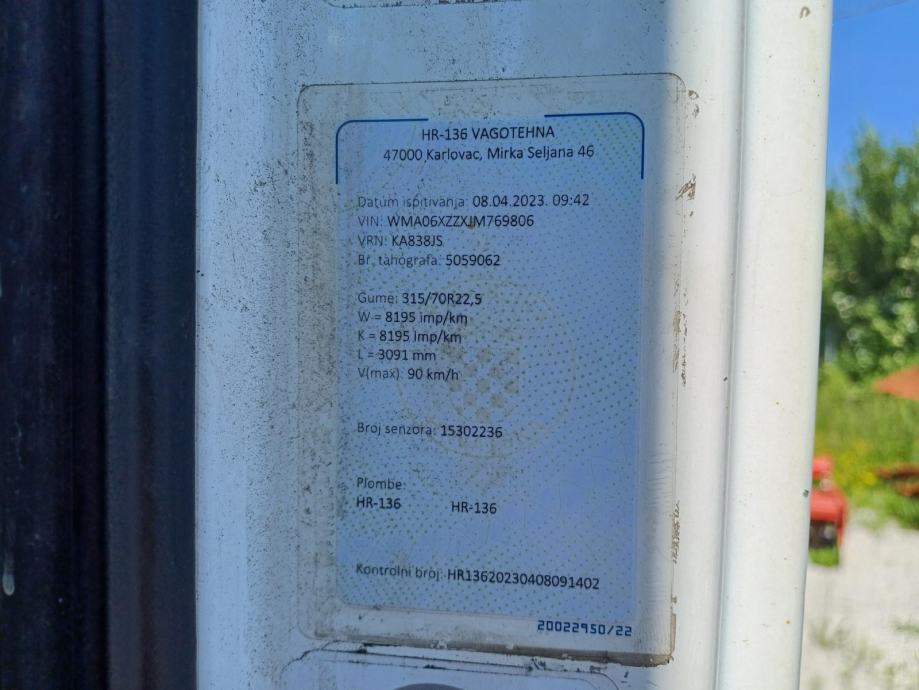 HR-136 VAGOTEHNA
47000 Karlovac, Mirka Seljana 46
Datum ispitivanja: 08.04.2023. 09:42
VIN: WMA06XZZXJM769806
VRN: KA838JS
Br. tahografa: 5059062
Gume: 315/70R22,5
W = 8195 imp/km
K = 8195 imp/km
L = 3091 mm
V(max): 90 km/h
Broj senzora: 15302236
Plombe:
HR-136 HR-136
Kontrolni broj: HR13620230408091402
20022950/22